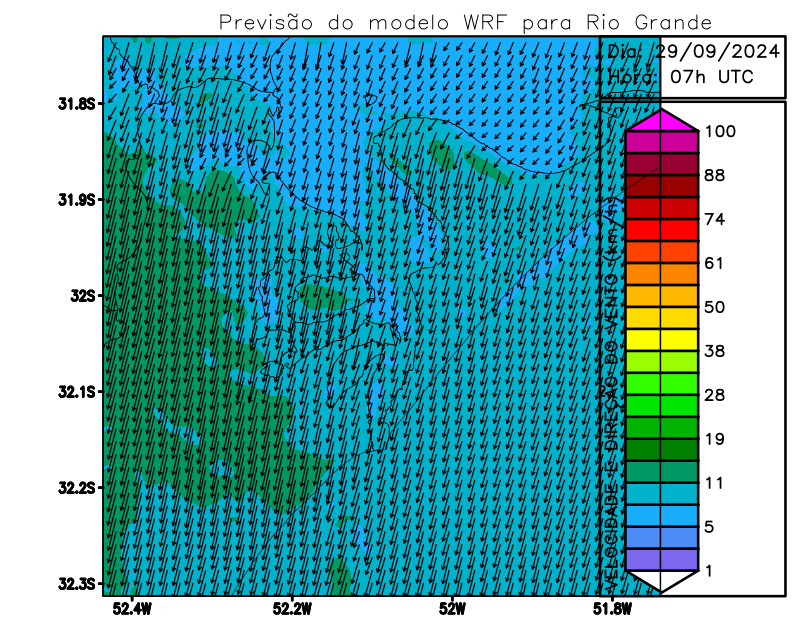 Previsão do modelo WRF para Rio Grande
Dia: 29/09/2024
Hora: 07h UTC
31.8S
31.9S
32S
32.1S
32.2S
32.3S
52.4W
52.2W
52W
51.8W
VELOCIDADE E DIREÇÃO DO VENTO (km/h)
100
88
74
61
50
38
28
19
11
5
1